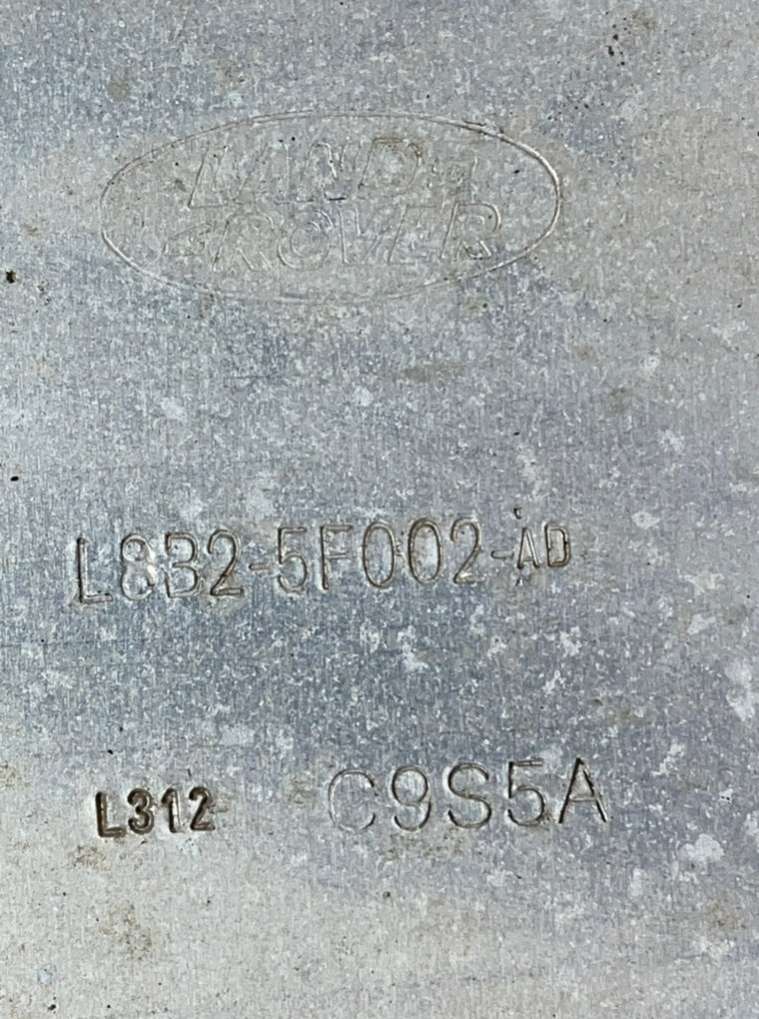 LAND
ROVER
L8B2-5F002-AD
L312 C9S5A